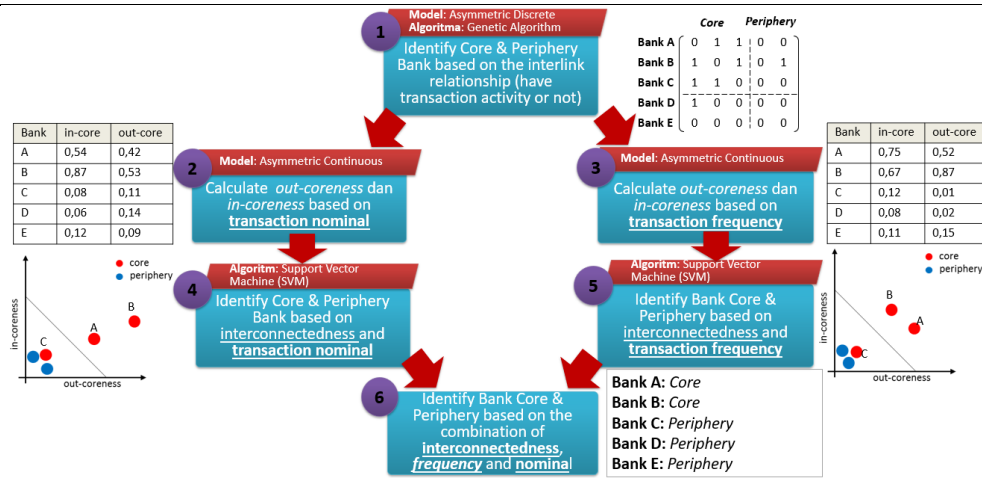 1
Model: Asymmetric Discrete
Algoritma: Genetic Algorithm
Identify Core & Periphery
Bank based on the interlink
relationship (have
transaction activity or not)
Core Periphery
Bank A 0 1 1 0 0
Bank B 1 0 1 0 1
Bank C 1 1 0 0 0
Bank D 1 0 0 0 0
Bank E 0 0 0 0 0
Bank in-core out-core
A 0,54 0,42
B 0,87 0,53
C 0,08 0,11
D 0,06 0,14
E 0,12 0,09
2
Model: Asymmetric Continuous
Calculate out-coreness dan
in-coreness based on
transaction nominal
3
Model: Asymmetric Continuous
Calculate out-coreness dan
in-coreness based on
transaction frequency
Bank in-core out-core
A 0,75 0,52
B 0,67 0,87
C 0,12 0,01
D 0,08 0,02
E 0,11 0,15
core
periphery
B
A
C
in-coreness
out-coreness
4
Algoritm: Support Vector
Machine (SVM)
Identify Core & Periphery
Bank based on
interconnectedness and
transaction nominal
5
Algoritm: Support Vector
Machine (SVM)
Identify Bank Core &
Periphery based on
interconnectedness and
transaction frequency
core
periphery
B
A
C
in-coreness
out-coreness
6
Identify Bank Core &
Periphery based on the
combination of
interconnectedness,
frequency and nominal
Bank A: Core
Bank B: Core
Bank C: Periphery
Bank D: Periphery
Bank E: Periphery